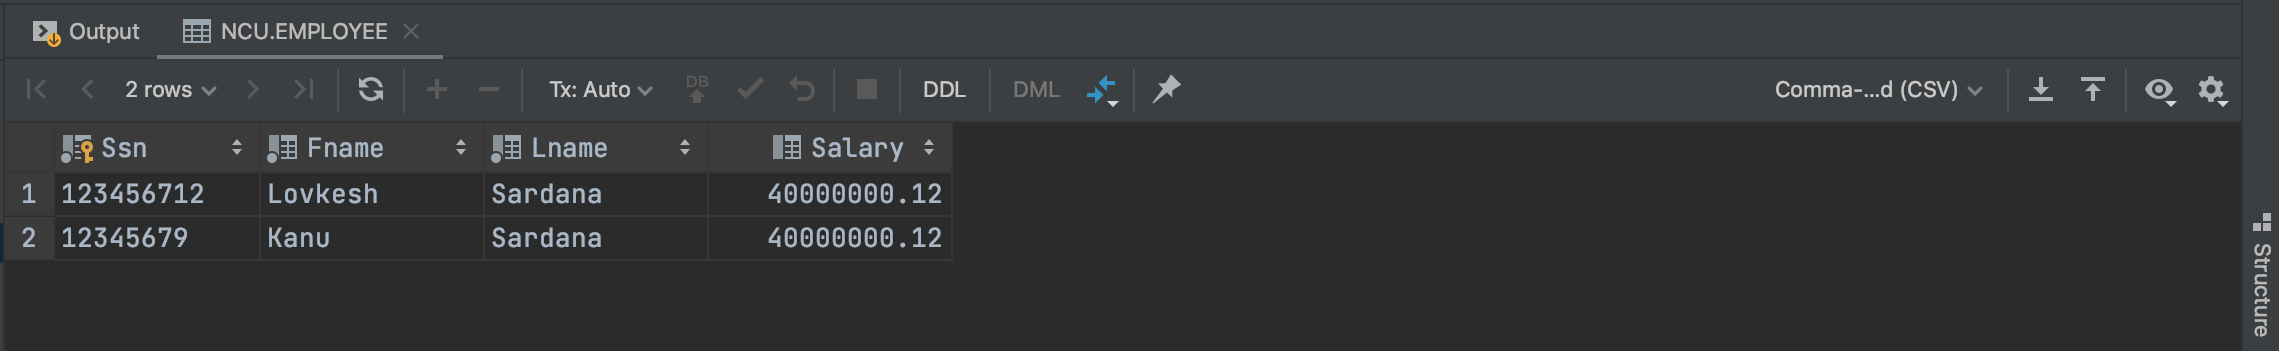 Output NCU.EMPLOYEE
2 rows Tx: Auto DB DDL DML Comma-...d (CSV)
Ssn Fname Lname Salary
1 123456712 Lovkesh Sardana 40000000.12
2 12345679 Kanu Sardana 40000000.12
Structure